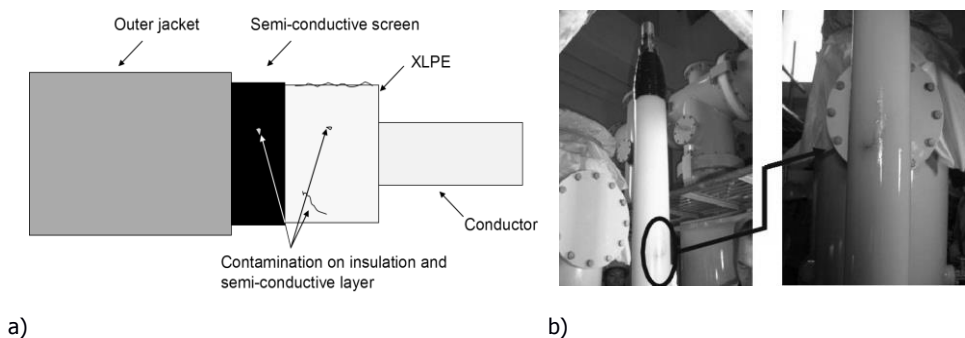 Outer jacket
Semi-conductive screen
XLPE
Conductor
Contamination on insulation and
semi-conductive layer
a)
b)